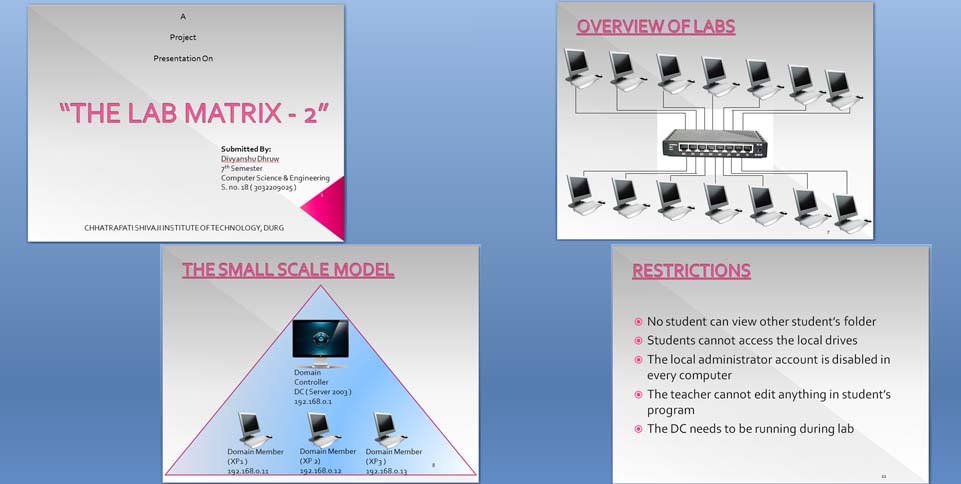 A
Project
Presentation On
“THE LAB MATRIX - 2”
Submitted By:
Divyanshu Dhruw
7th Semester
Computer Science & Engineering
S. no. 18 ( 3032209025 )
CHHATRAPATI SHIVAJI INSTITUTE OF TECHNOLOGY, DURG
OVERVIEW OF LABS
7
THE SMALL SCALE MODEL
Domain
Controller
DC ( Server 2003 )
192.168.0.1
Domain Member
(XP1 )
192.168.0.11
Domain Member
(XP 2)
192.168.0.12
Domain Member
(XP3 )
192.168.0.13
8
RESTRICTIONS
No student can view other student’s folder
Students cannot access the local drives
The local administrator account is disabled in
every computer
The teacher cannot edit anything in student’s
program
The DC needs to be running during lab
11